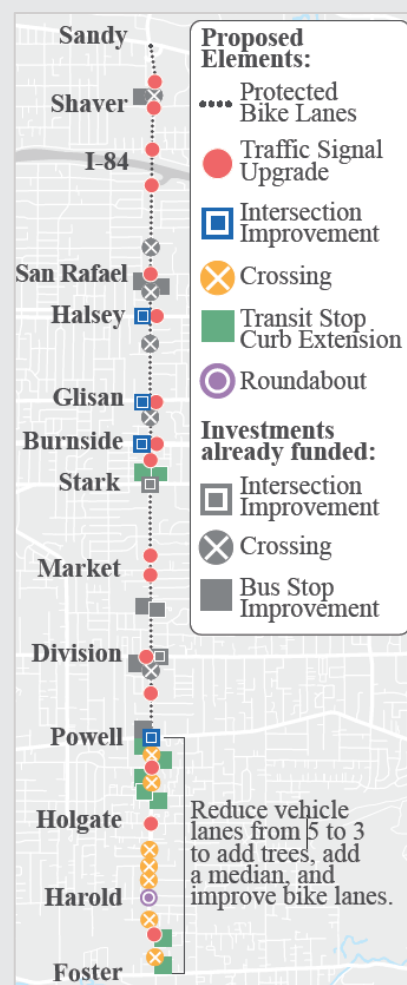 Sandy
Shaver
I-84
San Rafael
Halsey
Glisan
Burnside
Stark
Market
Division
Powell
Holgate
Harold
Foster
Proposed
Elements:
Protected
Bike Lanes
Traffic Signal
Upgrade
Intersection
Improvement
Crossing
Transit Stop
Curb Extension
Roundabout
Investments
already funded:
Intersection
Improvement
Crossing
Bus Stop
Improvement
Reduce vehicle
lanes from 5 to 3
to add trees, add
a median, and
improve bike lanes.